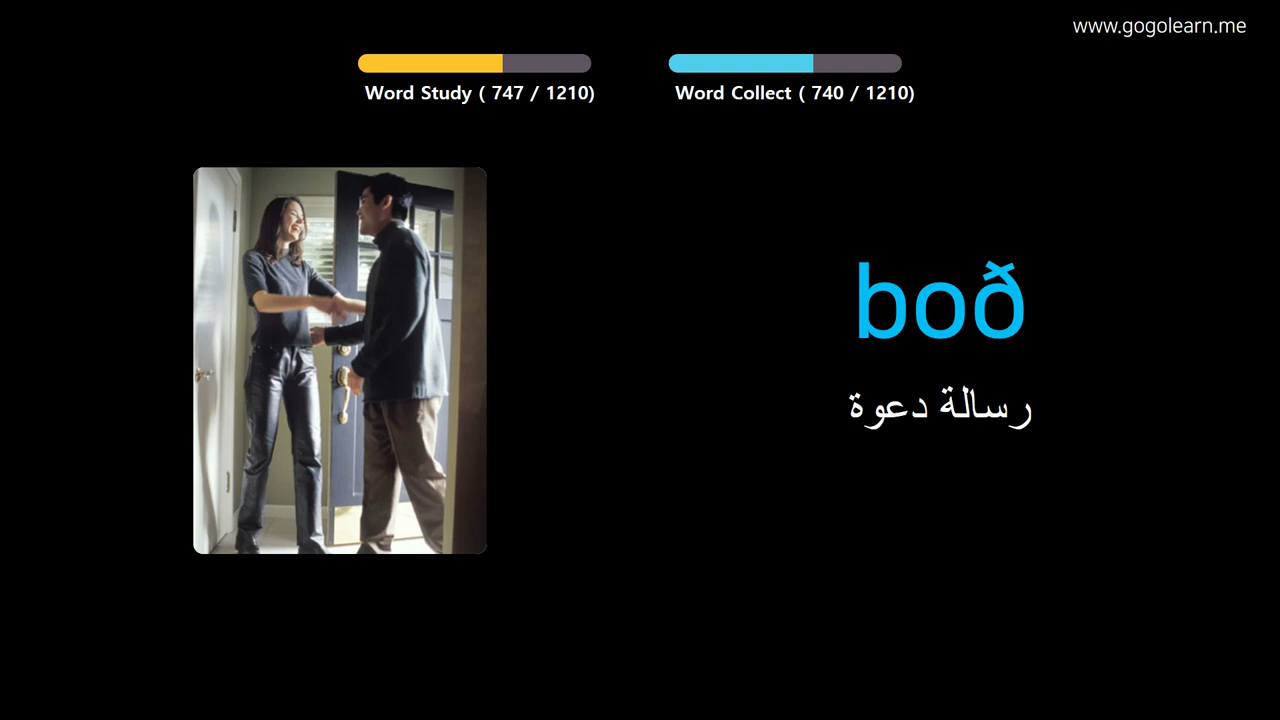 www.gogolearn.me
Word Study ( 747 / 1210)
Word Collect ( 740 / 1210)
boð
رسالة دعوة